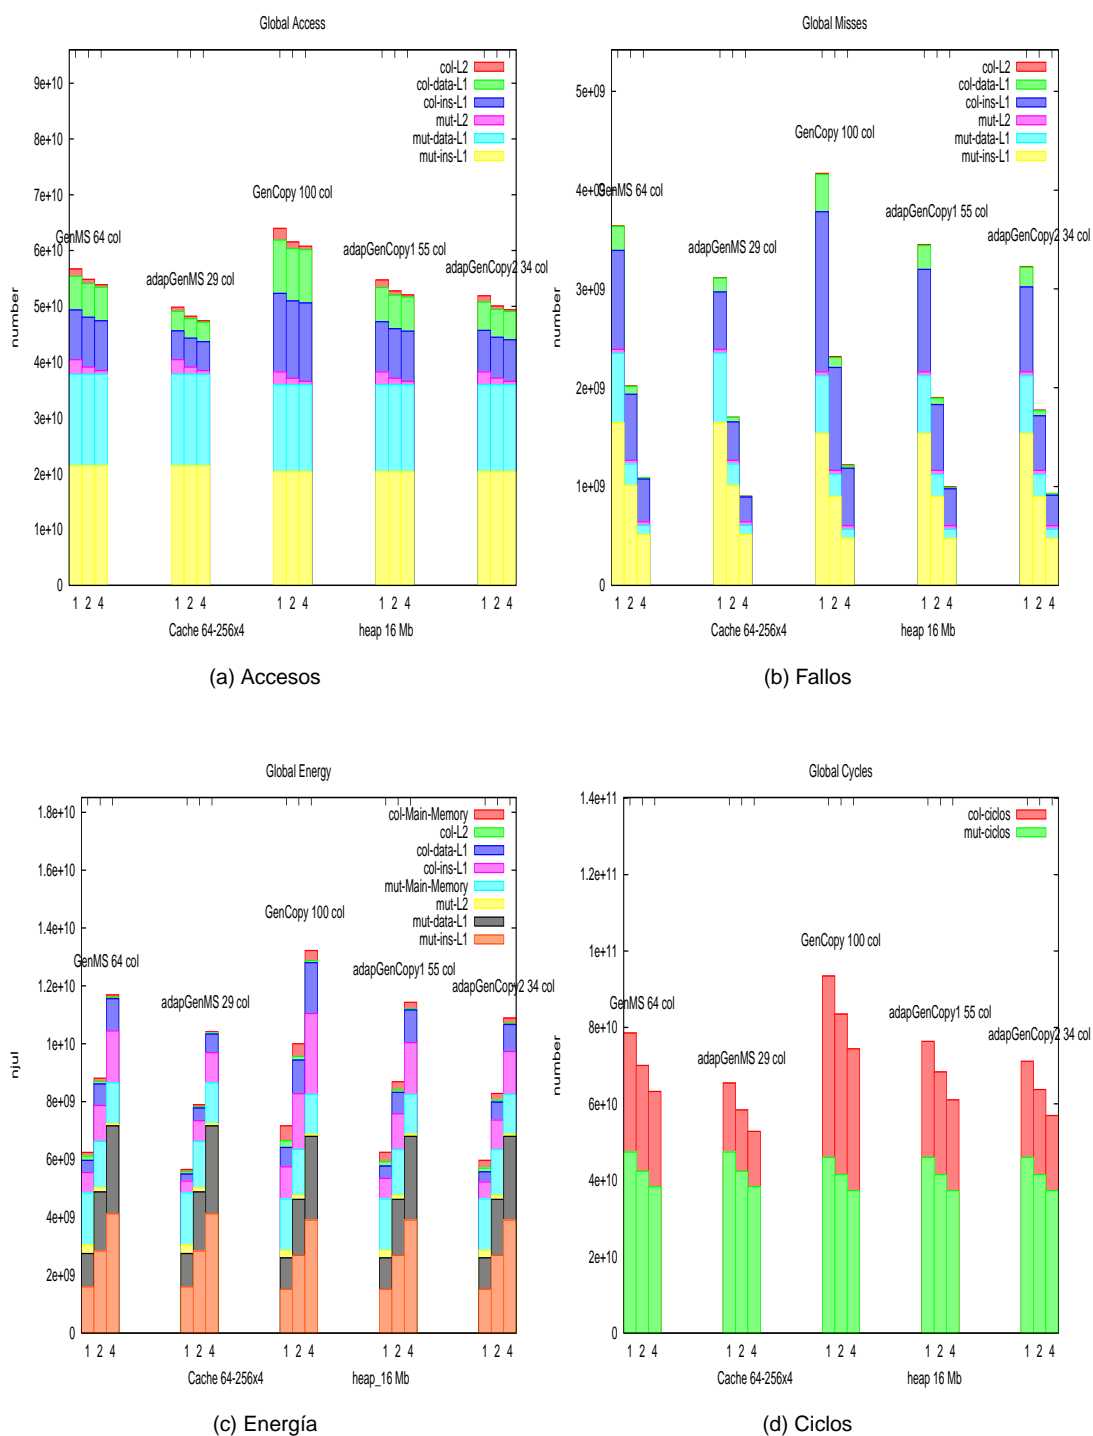 Global Access
number
9e+10
8e+10
7e+10
6e+10
5e+10
4e+10
3e+10
2e+10
1e+10
0
col-L2
col-data-L1
col-ins-L1
mut-L2
mut-data-L1
mut-ins-L1
GenMS 64 col
adapGenMS 29 col
GenCopy 100 col
adapGenCopy1 55 col
adapGenCopy2 34 col
1 2 4 1 2 4 1 2 4 1 2 4 1 2 4
Cache 64-256x4 heap 16 Mb
(a) Accesos
Global Misses
number
5e+09
4e+09
3e+09
2e+09
1e+09
0
col-L2
col-data-L1
col-ins-L1
mut-L2
mut-data-L1
mut-ins-L1
GenMS 64 col
adapGenMS 29 col
GenCopy 100 col
adapGenCopy1 55 col
adapGenCopy2 34 col
1 2 4 1 2 4 1 2 4 1 2 4 1 2 4
Cache 64-256x4 heap 16 Mb
(b) Fallos
Global Energy
njul
1.8e+10
1.6e+10
1.4e+10
1.2e+10
1e+10
8e+09
6e+09
4e+09
2e+09
0
col-Main-Memory
col-L2
col-data-L1
col-ins-L1
mut-Main-Memory
mut-L2
mut-data-L1
mut-ins-L1
GenMS 64 col
adapGenMS 29 col
GenCopy 100 col
adapGenCopy1 55 col
adapGenCopy2 34 col
1 2 4 1 2 4 1 2 4 1 2 4 1 2 4
Cache 64-256x4 heap_16 Mb
(c) Energía
Global Cycles
number
1.4e+11
1.2e+11
1e+11
8e+10
6e+10
4e+10
2e+10
0
col-ciclos
mut-ciclos
GenMS 64 col
adapGenMS 29 col
GenCopy 100 col
adapGenCopy1 55 col
adapGenCopy2 34 col
1 2 4 1 2 4 1 2 4 1 2 4 1 2 4
Cache 64-256x4 heap 16 Mb
(d) Ciclos